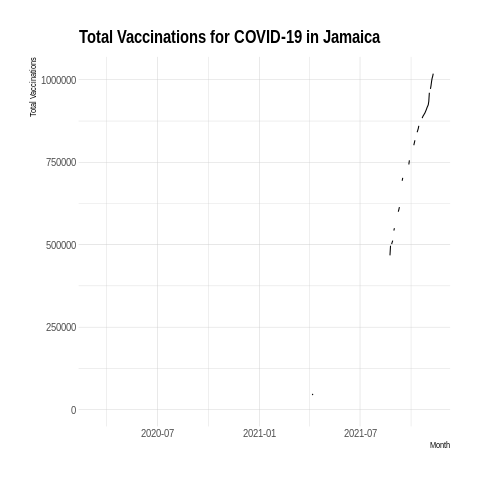 Total Vaccinations for COVID-19 in Jamaica
Total Vaccinations
1000000
750000
500000
250000
0
2020-07 2021-01 2021-07
Month